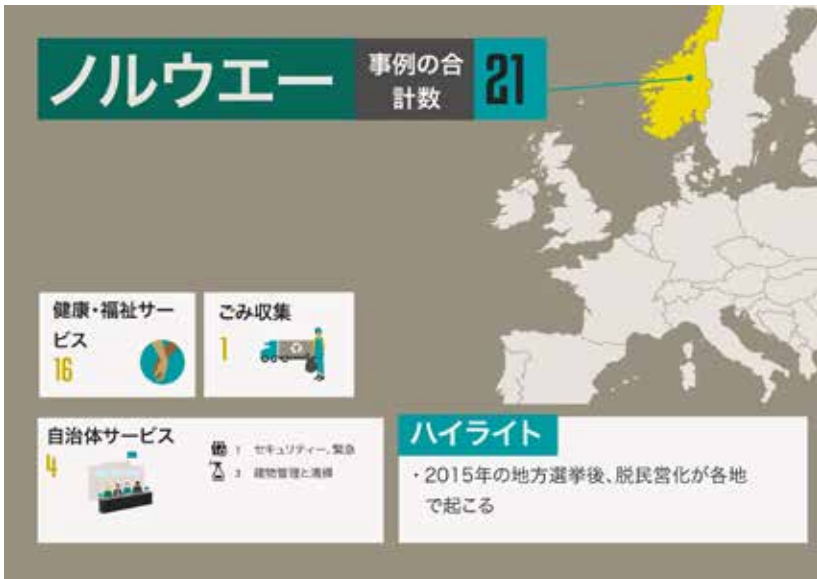 ノルウエー
事例の合
計数
21
健康・福祉サー
ビス
16
ごみ収集
1
自治体サービス
4
1 セキュリティー、緊急
3 建物管理と清掃
ハイライト
・2015年の地方選挙後、脱民営化が各地
で起こる